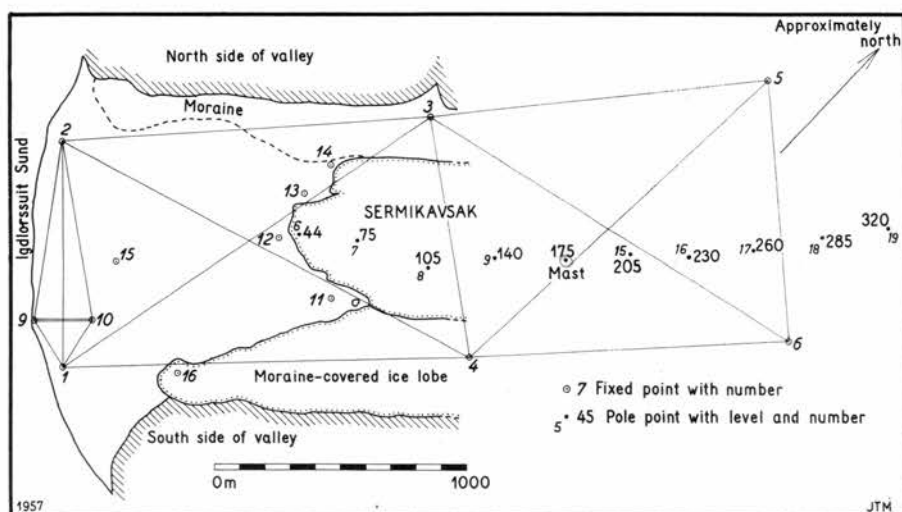 Approximately
north
North side of valley
Moraine
2
3
5
14
13
SERMIKAVSAK
Igdlorssuit Sund
15
12
6 44
75
7
105
8
9 140
175
Mast
15
205
16 230
17 260
18 285
320
19
11
9
10
1
16
4
6
Moraine-covered ice lobe
7 Fixed point with number
5 45 Pole point with level and number
South side of valley
0m
1000
1957
JTM